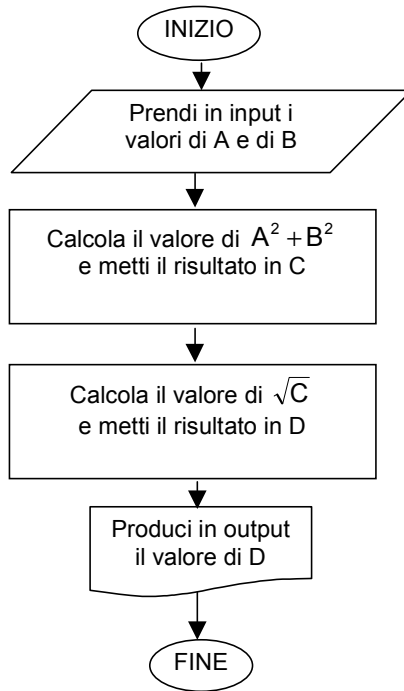 INIZIO
Prendi in input i
valori di A e di B
Calcola il valore di A² + B²
e metti il risultato in C
Calcola il valore di √C
e metti il risultato in D
Produci in output
il valore di D
FINE